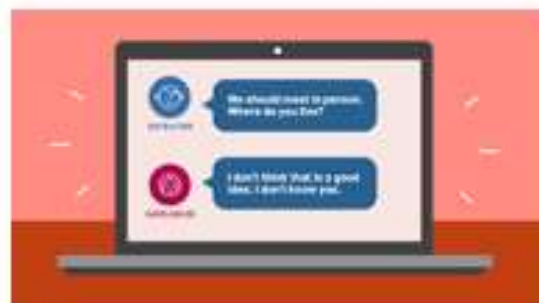 We should meet in person.
Where do you live?
I don't think that is a good
idea. I don't know you.